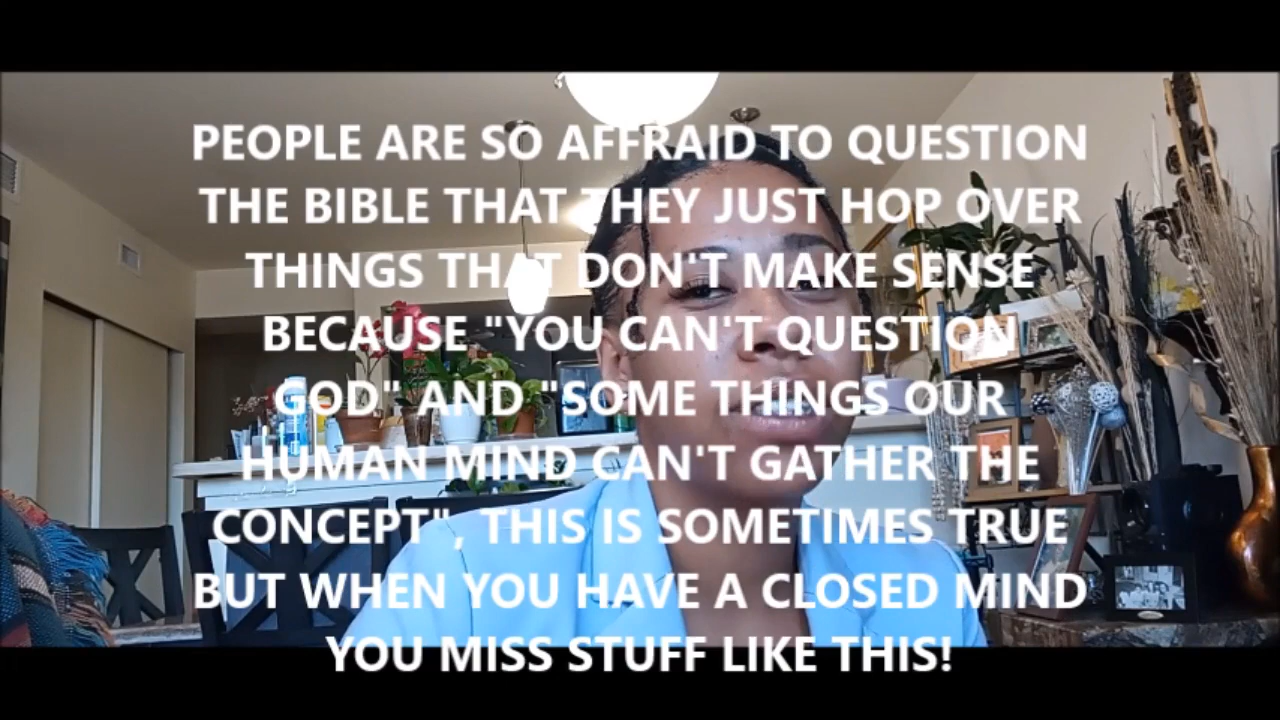 PEOPLE ARE SO AFFRAID TO QUESTION
THE BIBLE THAT THEY JUST HOP OVER
THINGS THAT DON'T MAKE SENSE
BECAUSE "YOU CAN'T QUESTION
GOD" AND "SOME THINGS OUR
HUMAN MIND CAN'T GATHER THE
CONCEPT", THIS IS SOMETIMES TRUE
BUT WHEN YOU HAVE A CLOSED MIND
YOU MISS STUFF LIKE THIS!